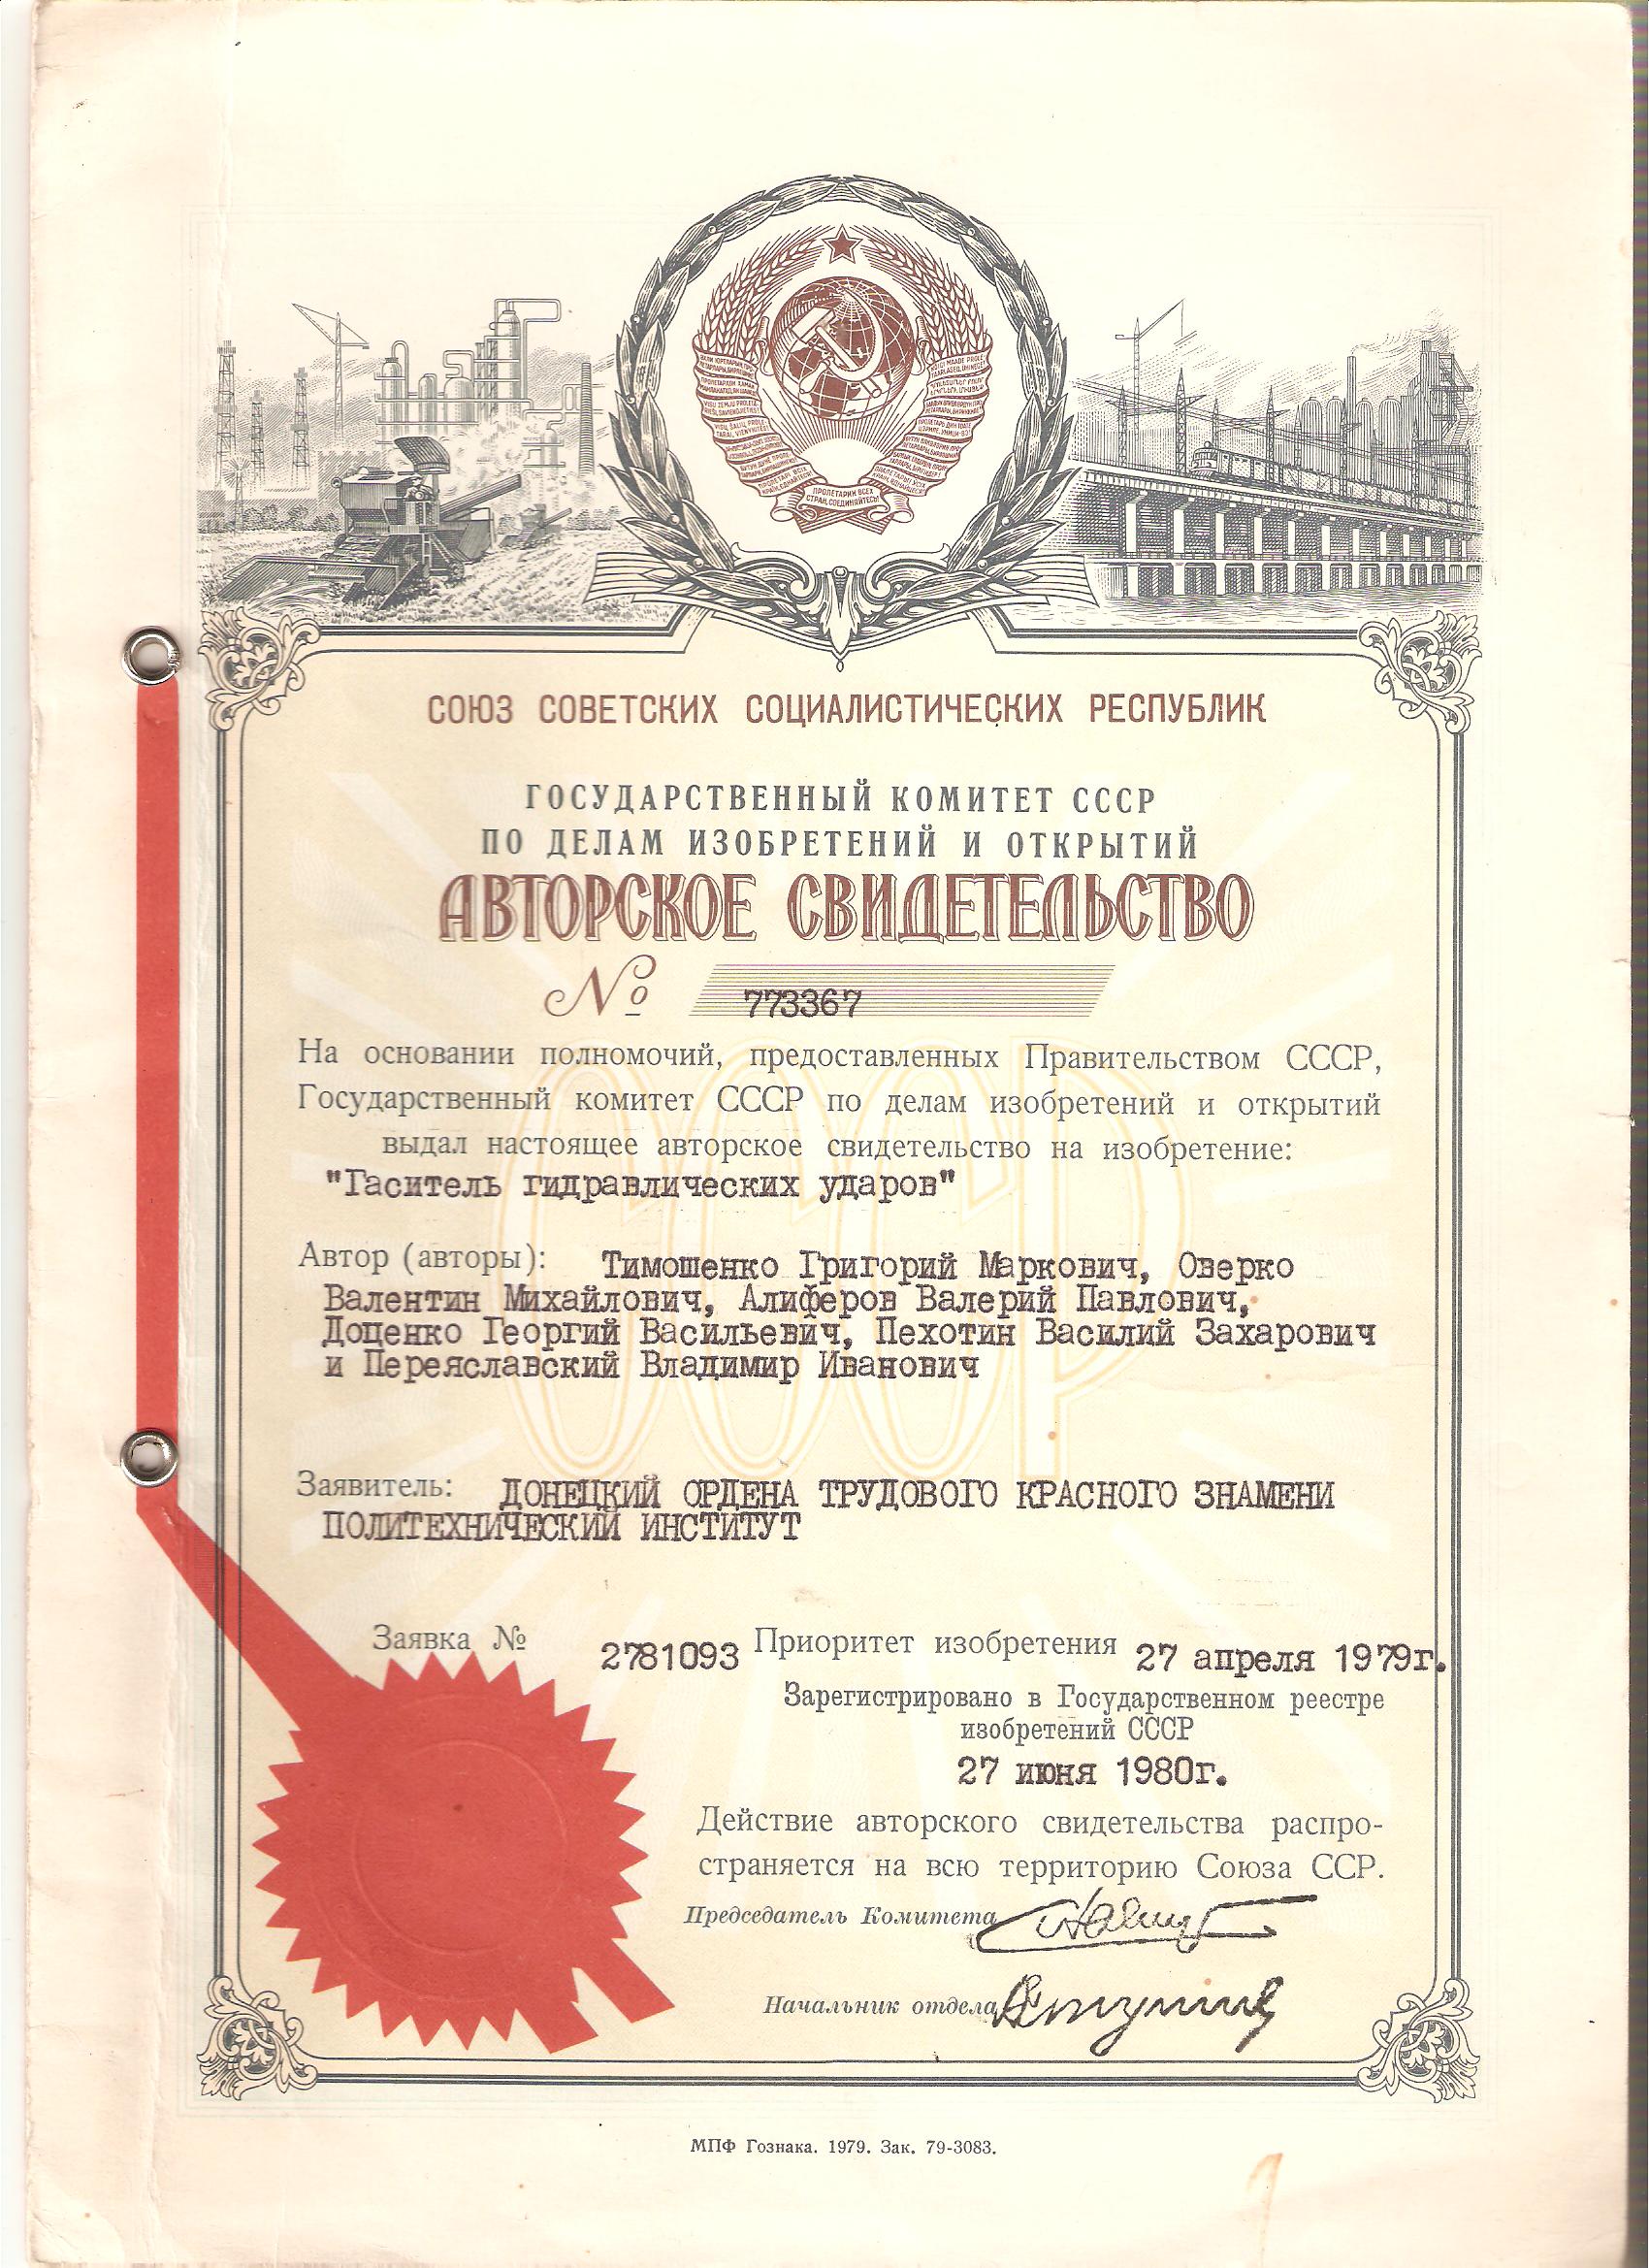 ПРОЛЕТАРИИ ВСЕХ
СТРАН, СОЕДИНЯЙТЕСЬ!
СОЮЗ СОВЕТСКИХ СОЦИАЛИСТИЧЕСКИХ РЕСПУБЛИК
ГОСУДАРСТВЕННЫЙ КОМИТЕТ СССР
ПО ДЕЛАМ ИЗОБРЕТЕНИЙ И ОТКРЫТИЙ
АВТОРСКОЕ СВИДЕТЕЛЬСТВО
№ 773367
На основании полномочий, предоставленных Правительством СССР,
Государственный комитет СССР по делам изобретений и открытий
выдал настоящее авторское свидетельство на изобретение:
"Гаситель гидравлических ударов"
Автор (авторы): Тимошенко Григорий Маркович, Оверко
Валентин Михайлович, Алиферов Валерий Павлович,
Доценко Георгий Васильевич, Пехотин Василий Захарович
и Переяславский Владимир Иванович
Заявитель: ДОНЕЦКИЙ ОРДЕНА ТРУДОВОГО КРАСНОГО ЗНАМЕНИ
ПОЛИТЕХНИЧЕСКИЙ ИНСТИТУТ
Заявка № 2781093 Приоритет изобретения 27 апреля 1979г.
Зарегистрировано в Государственном реестре
изобретений СССР
27 июня 1980г.
Действие авторского свидетельства распро-
страняется на всю территорию Союза ССР.
Председатель Комитета
Начальник отдела
МПФ Гознака. 1979. Зак. 79-3083.